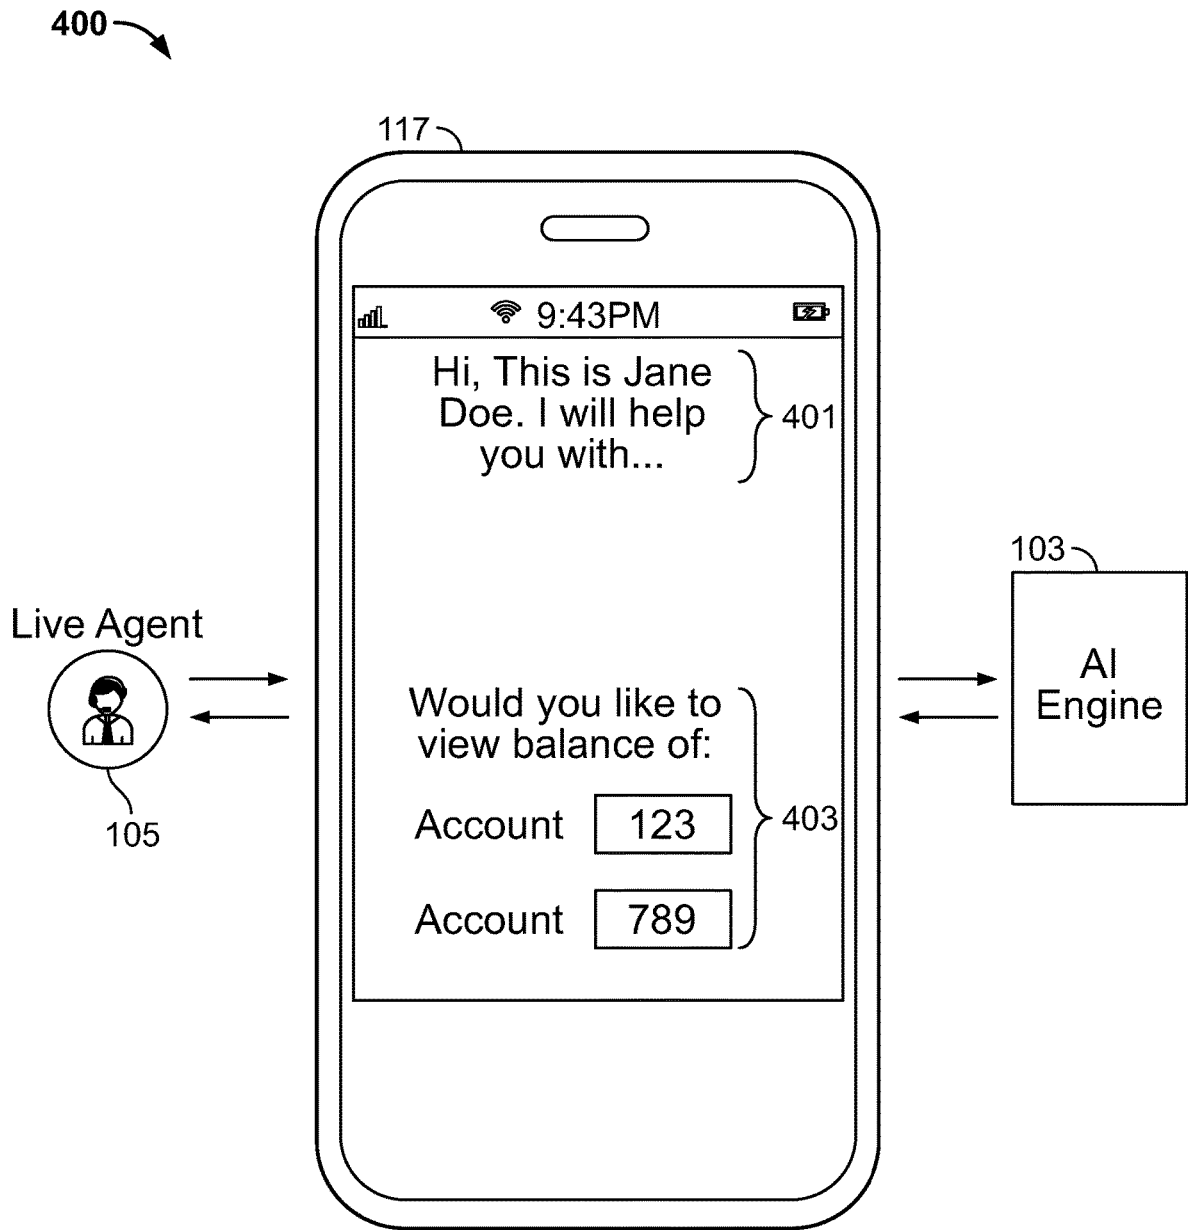 400
117
9:43PM
Hi, This is Jane
Doe. I will help
you with...
401
103
AI
Engine
Live Agent
105
Would you like to
view balance of:
Account 123
403
Account 789